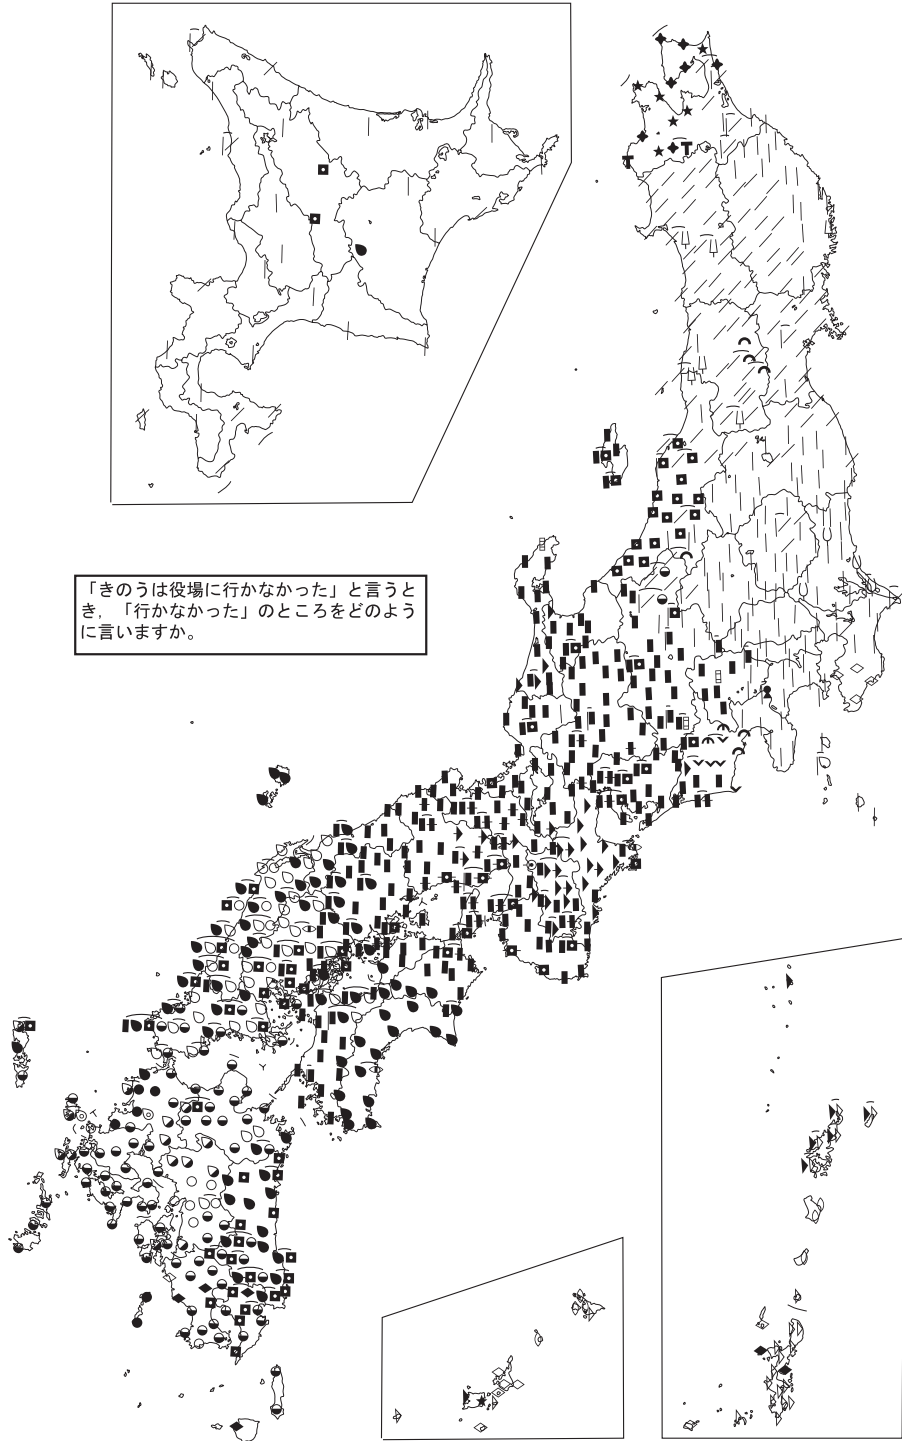 「きのうは役場に行かなかった」と言うと
き，「行かなかった」のところをどのよう
に言いますか。